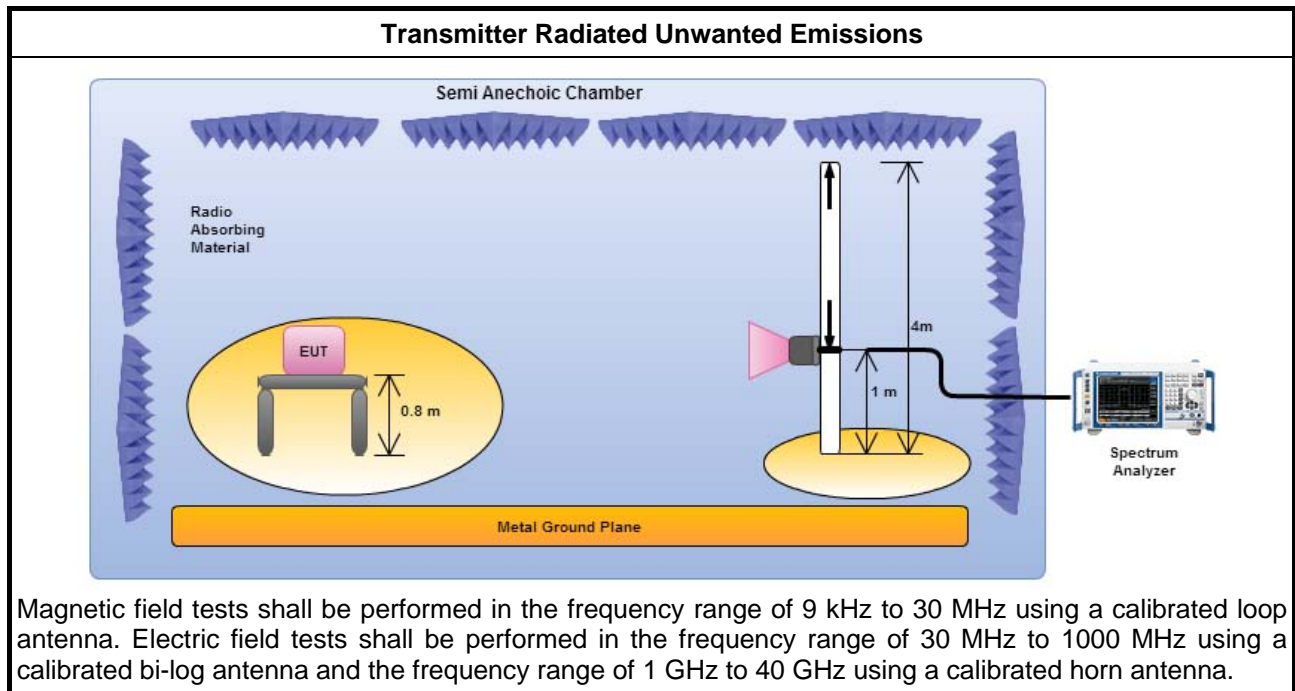 Transmitter Radiated Unwanted Emissions
Semi Anechoic Chamber
Radio
Absorbing
Material
EUT
0.8 m
4m
1 m
Spectrum
Analyzer
Metal Ground Plane
Magnetic field tests shall be performed in the frequency range of 9 kHz to 30 MHz using a calibrated loop
antenna. Electric field tests shall be performed in the frequency range of 30 MHz to 1000 MHz using a
calibrated bi-log antenna and the frequency range of 1 GHz to 40 GHz using a calibrated horn antenna.